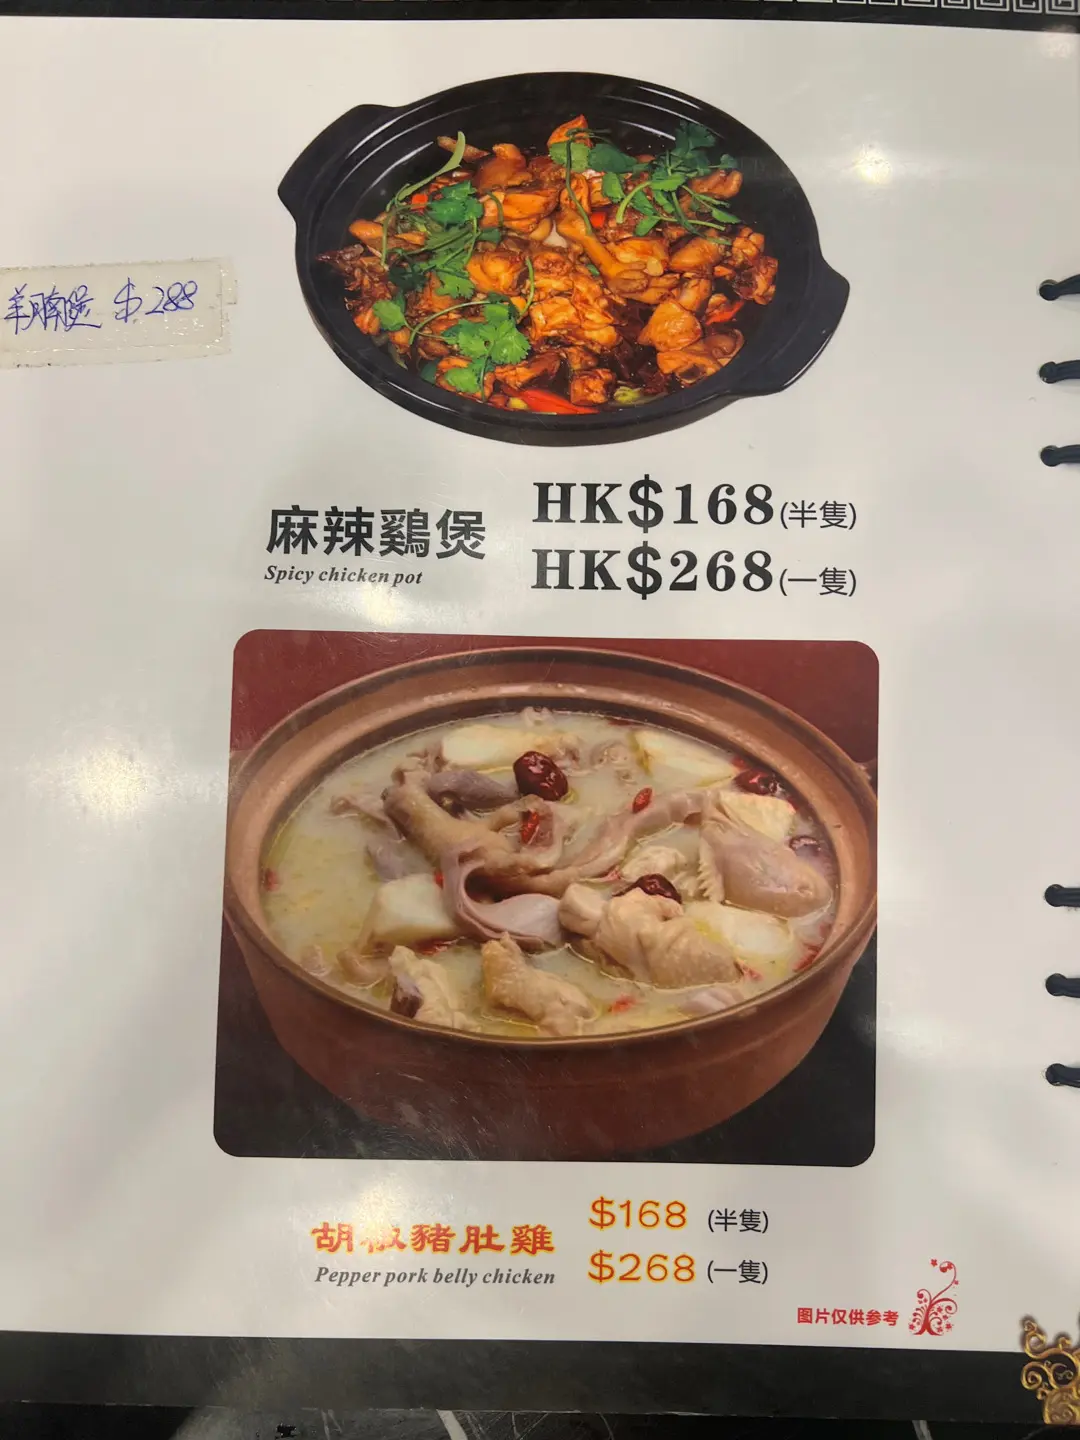 羊腩煲 $288
麻辣鷄煲
Spicy chicken pot
HK$168(半隻)
HK$268(一隻)
胡椒豬肚雞
Pepper pork belly chicken
$168 (半隻)
$268 (一隻)
图片仅供参考